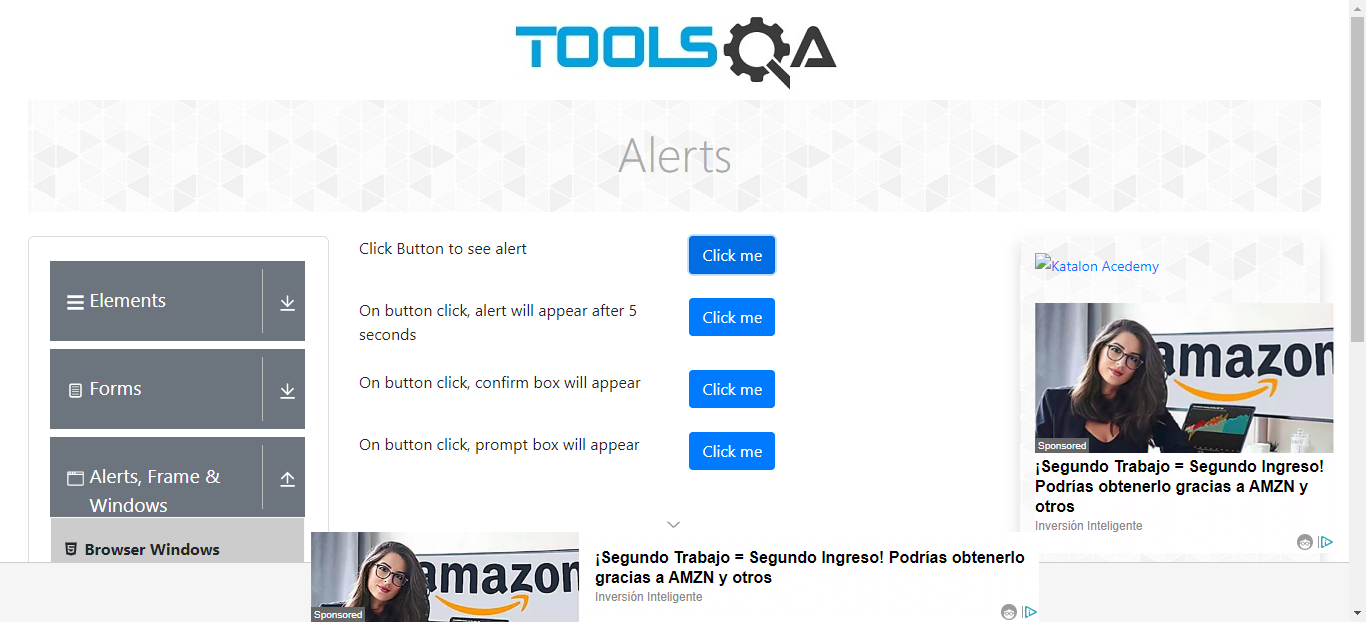 TOOLSQA
Alerts
Elements
Forms
Alerts, Frame &
Windows
Browser Windows
Click Button to see alert
Click me
On button click, alert will appear after 5
seconds
Click me
On button click, confirm box will appear
Click me
On button click, prompt box will appear
Click me
Katalon Acedemy
amazon
Sponsored
¡Segundo Trabajo = Segundo Ingreso!
Podrías obtenerlo gracias a AMZN y
otros
Inversión Inteligente
amazon
Sponsored
¡Segundo Trabajo = Segundo Ingreso! Podrías obtenerlo
gracias a AMZN y otros
Inversión Inteligente